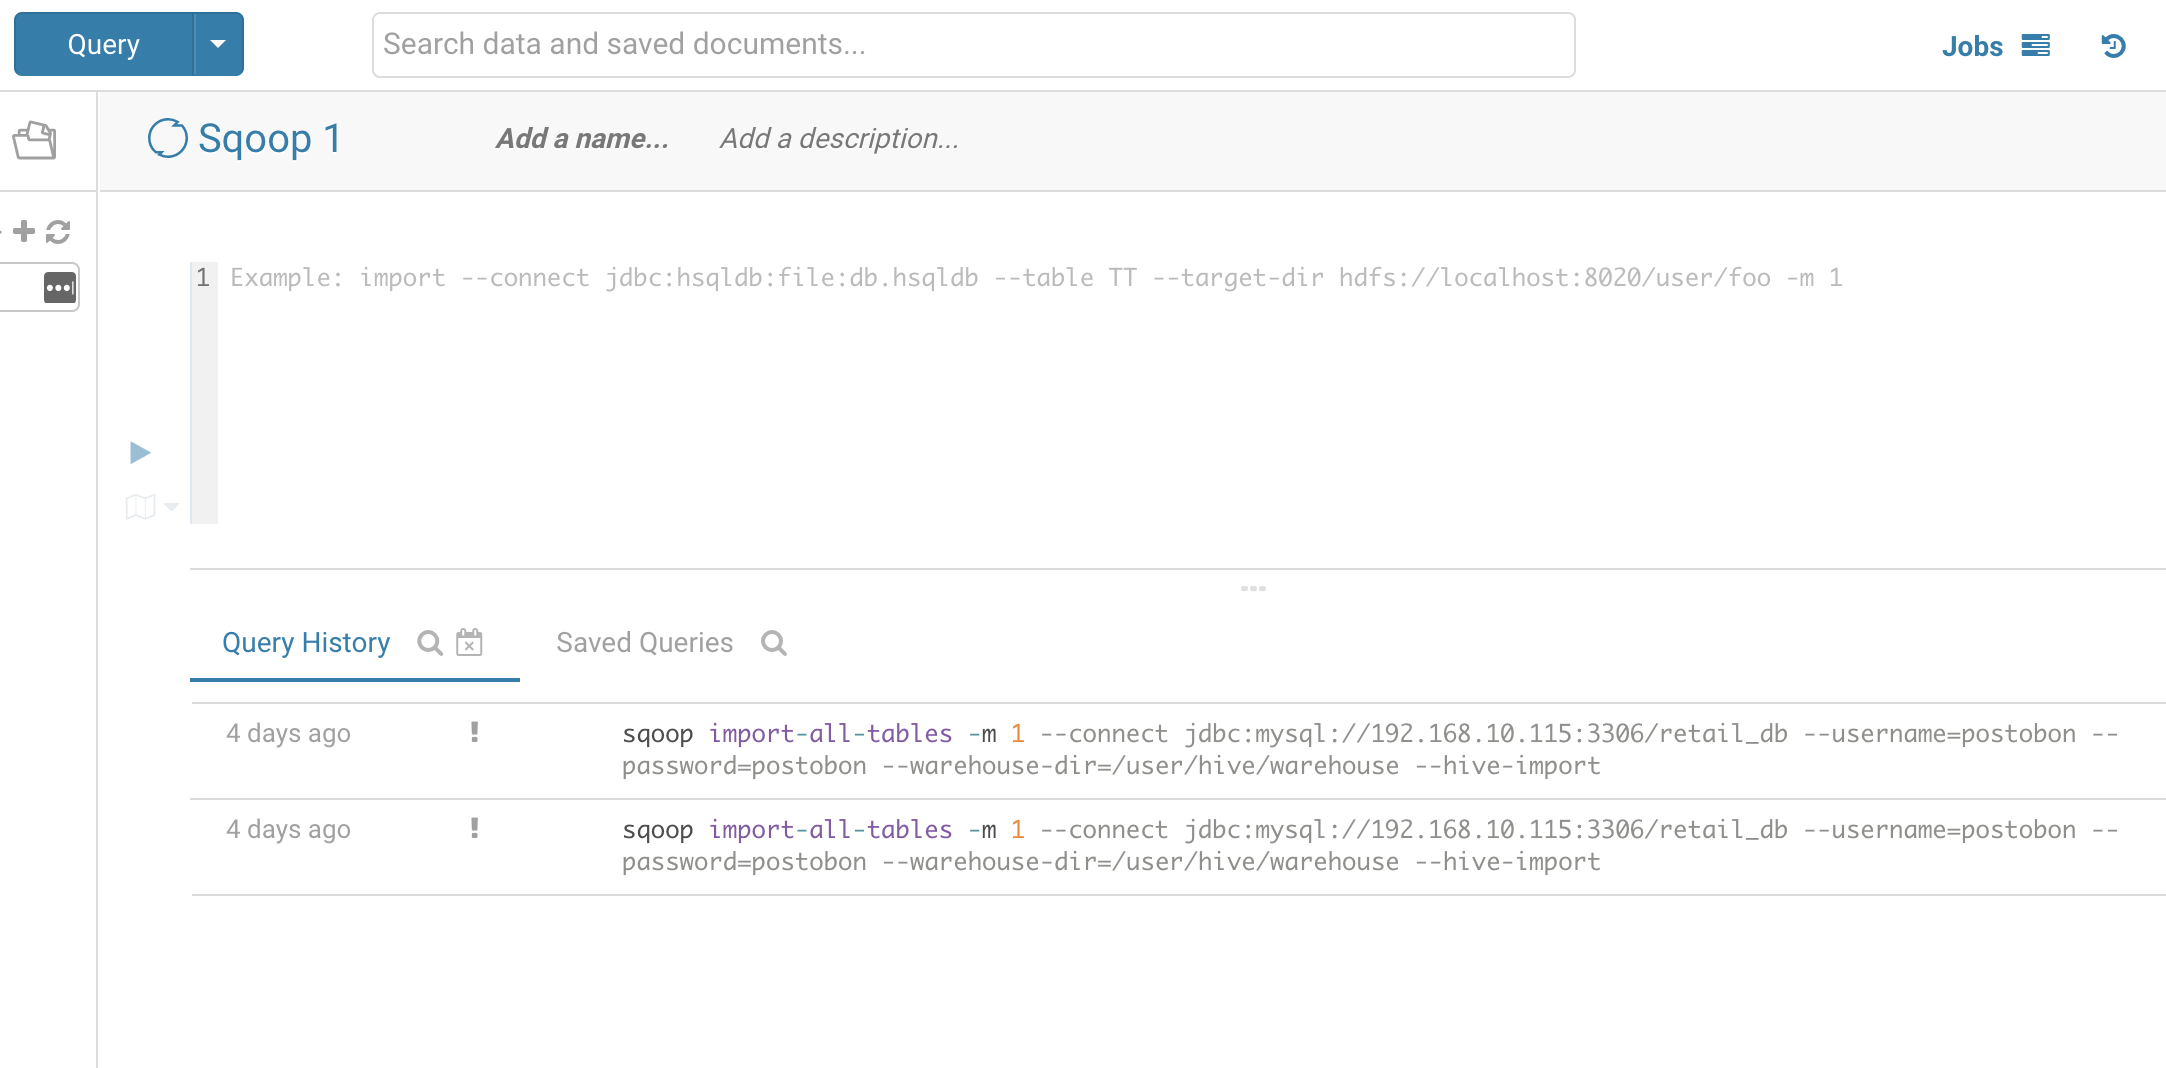 Query
Search data and saved documents...
Jobs
Sqoop 1
Add a name...
Add a description...
1
Example: import --connect jdbc:hsqldb:file:db.hsqldb --table TT --target-dir hdfs://localhost:8020/user/foo -m 1
Query History
Saved Queries
4 days ago
!
sqoop import-all-tables -m 1 --connect jdbc:mysql://192.168.10.115:3306/retail_db --username=postobon --
password=postobon --warehouse-dir=/user/hive/warehouse --hive-import
4 days ago
!
sqoop import-all-tables -m 1 --connect jdbc:mysql://192.168.10.115:3306/retail_db --username=postobon --
password=postobon --warehouse-dir=/user/hive/warehouse --hive-import